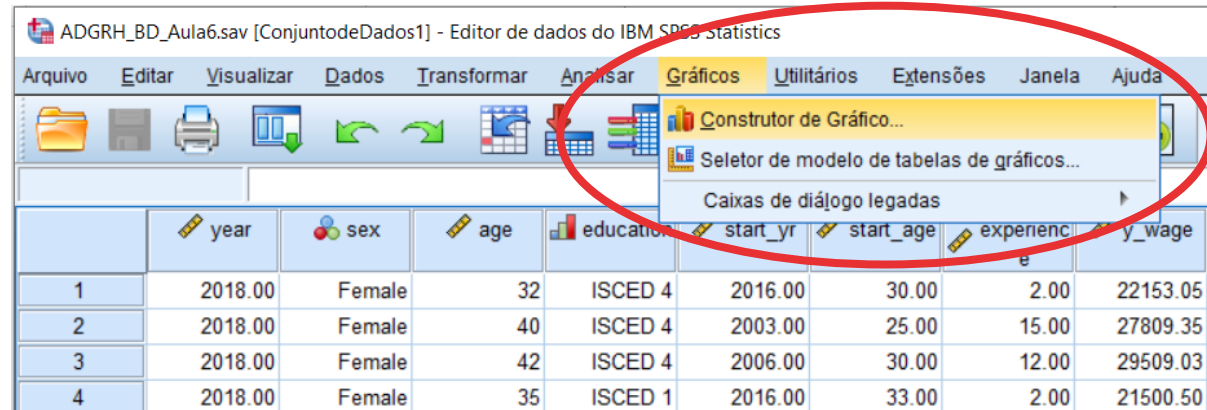 ADGRH_BD_Aula6.sav [ConjuntodeDados1] - Editor de dados do IBM SPSS Statistics
Arquivo Editar Visualizar Dados Transformar Analisar Gráficos Utilitários Extensões Janela Ajuda
Construtor de Gráfico...
Seletor de modelo de tabelas de gráficos...
Caixas de diálogo legadas
year sex age education start_yr start_age experienc y_wage
e
1 2018.00 Female 32 ISCED 4 2016.00 30.00 2.00 22153.05
2 2018.00 Female 40 ISCED 4 2003.00 25.00 15.00 27809.35
3 2018.00 Female 42 ISCED 4 2006.00 30.00 12.00 29509.03
4 2018.00 Female 35 ISCED 1 2016.00 33.00 2.00 21500.50